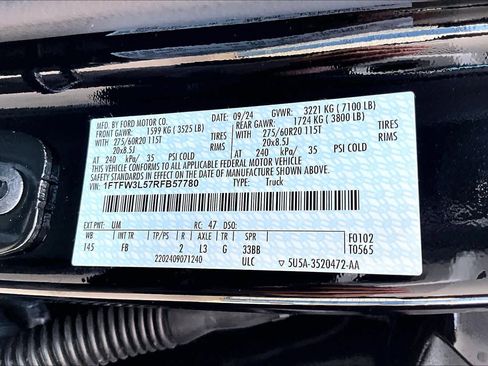 MFD. BY FORD MOTOR CO.
09/24 GVWR: 3221 KG ( 7100 LB)
FRONT GAWR: 1599 KG ( 3525 LB) REAR GAWR: 1724 KG ( 3800 LB)
275/60R20 115T TIRES WITH 275/60R20 115T
20x8.5J RIMS 20x8.5J
AT 240 kPa/ 35 PSI COLD AT 240 kPa/ 35 PSI COLD
THIS VEHICLE CONFORMS TO ALL APPLICABLE FEDERAL MOTOR VEHICLE
SAFETY STANDARDS IN EFFECT ON THE DATE OF MANUFACTURE SHOWN ABOVE.
VIN: 1FTFW3L57RFB57780 TYPE: Truck
EXT PNT: UM RC: 47 DSO: F0102
WB INT TR TP/PS R AXLE TR SPR T0565
145 FB 2 L3 G 33BB
2202409071240 ULC ▽ 5U5A-3520472-AA